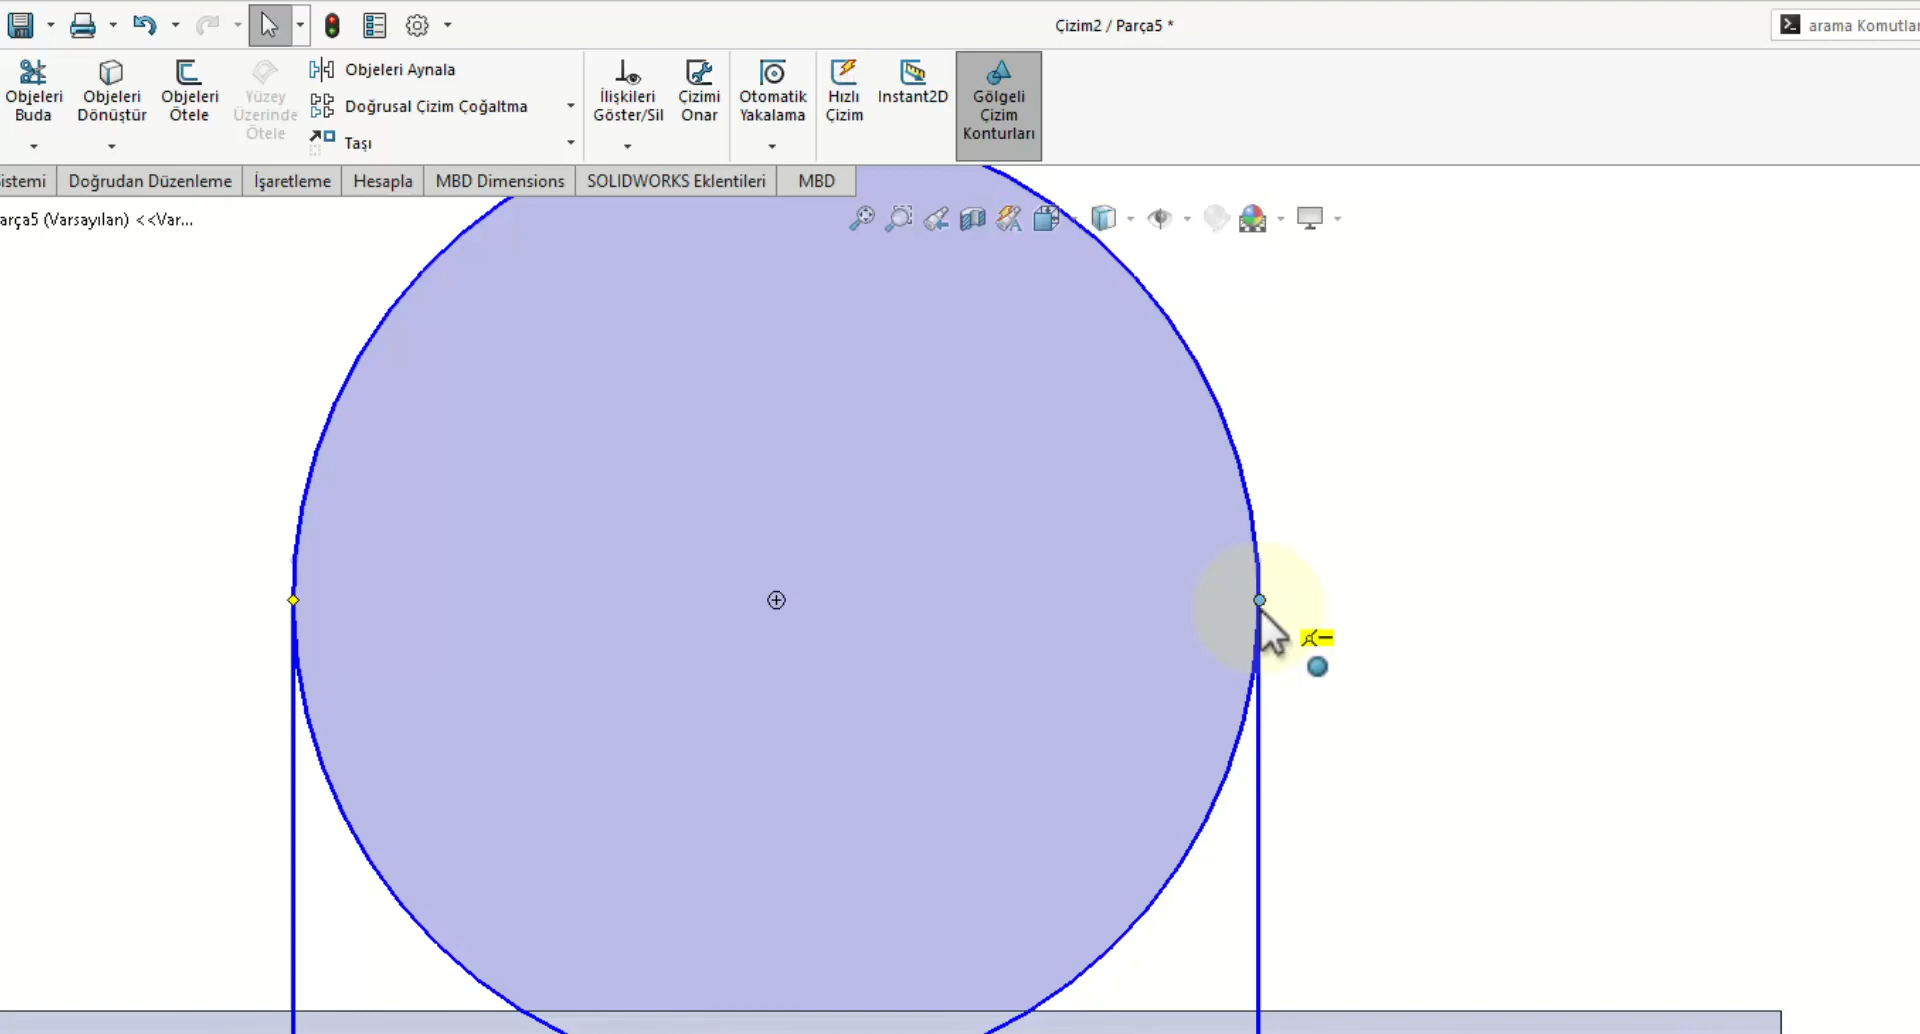 Çizim2 / Parça5 *
arama Komutlar
Objeleri Buda
Objeleri Dönüştür
Objeleri Ötele
Yüzey Üzerinde Ötele
Objeleri Aynala
Doğrusal Çizim Çoğaltma
Taşı
İlişkileri Göster/Sil
Çizimi Onar
Otomatik Yakalama
Hızlı Çizim
Instant2D
Gölgeli Çizim Konturları
istemi
Doğrudan Düzenleme
İşaretleme
Hesapla
MBD Dimensions
SOLIDWORKS Eklentileri
MBD
arça5 (Varsayılan) <<Var...